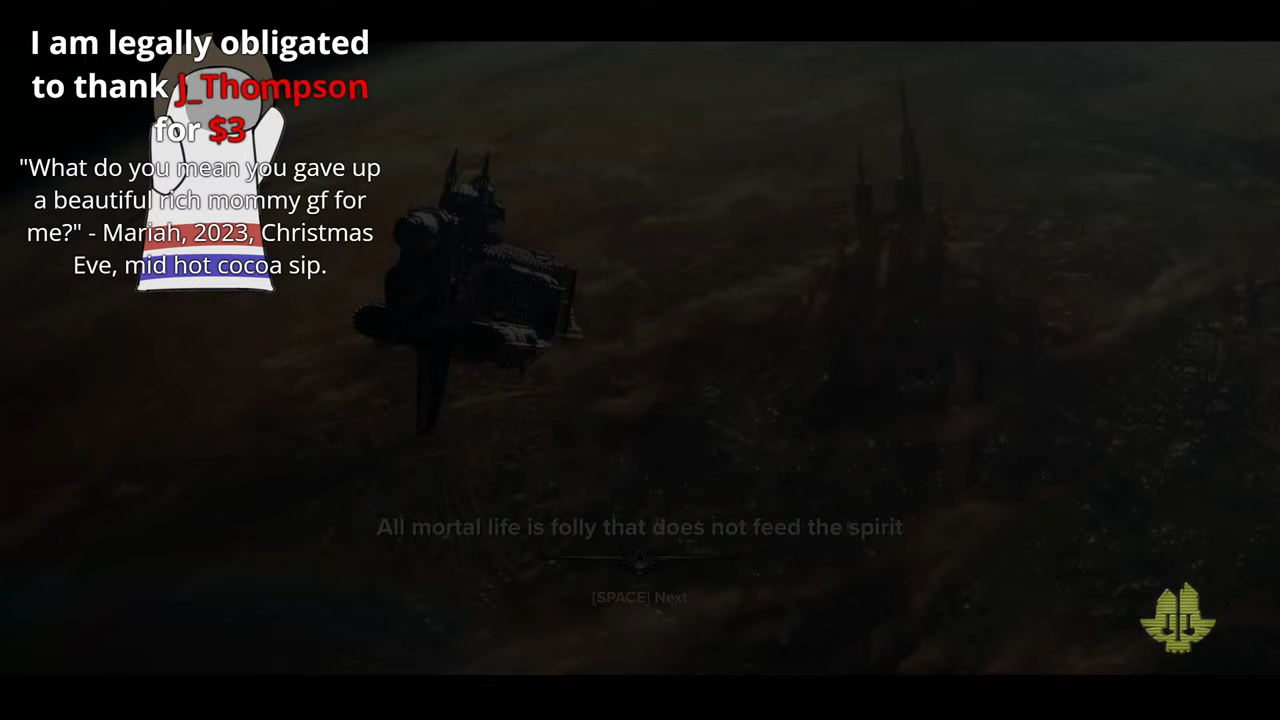 I am legally obligated
to thank J_Thompson
for $3
"What do you mean you gave up
a beautiful rich mommy gf for
me?" - Mariah, 2023, Christmas
Eve, mid hot cocoa sip.
All mortal life is folly that does not feed the spirit
[SPACE] Next